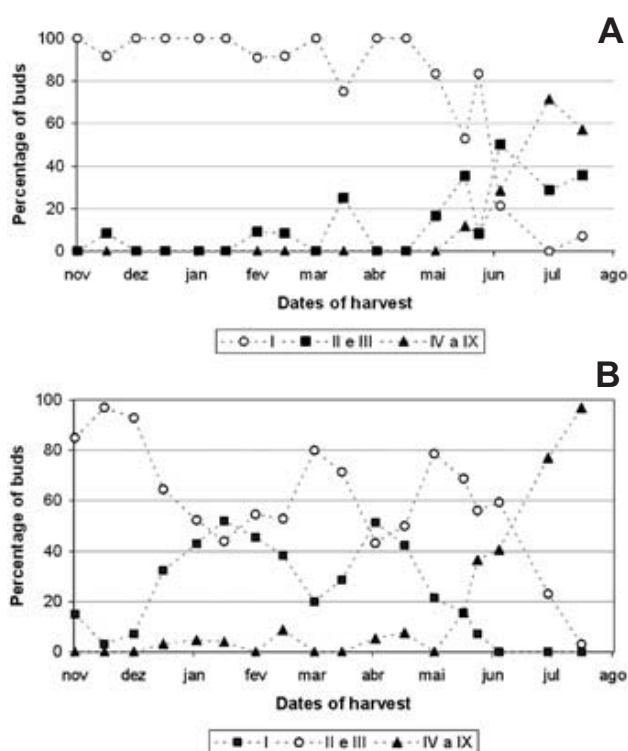 A
Percentage of buds
100
80
60
40
20
0
nov dez jan fev mar abr mai jun jul ago
Dates of harvest
I II e III IV a IX
B
Percentage of buds
100
80
60
40
20
0
nov dez jan fev mar abr mai jun jul ago
Dates of harvest
I II e III IV a IX